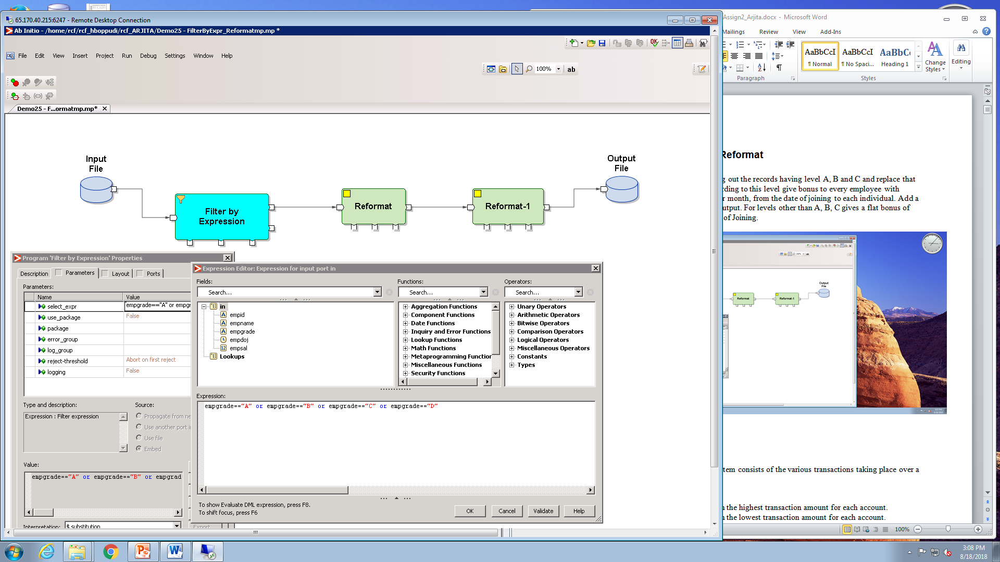 65.170.40.215:6247 - Remote Desktop Connection
Ab Initio - /home/rcf/rcf_hboppudi/rcf_ARJITA/Demo25 - FilterByExpr_Reformatmp.mp *
File Edit View Insert Project Run Debug Settings Window Help
100%
ab
Demo25 - F...ormatmp.mp*
Input
File
Filter by
Expression
Reformat
Reformat-1
Output
File
Program 'Filter by Expression' Properties
Description Parameters Layout Ports
Parameters:
Name Value
select_expr empgrade=="A" or empgr
use_package False
package
error_group
log_group
reject-threshold Abort on first reject
logging False
Type and description: Source:
Expression : Filter expression
Propagate from ne
Use another port i
Use file
Embed
Value:
empgrade=="A" or empgrade=="B" or empgrad
Interpretation: $ substitution
Export
Expression Editor: Expression for input port in
Fields: Functions: Operators:
Search... Search... Search...
in
empid
empname
empgrade
empdoj
empsal
Lookups
Aggregation Functions
Component Functions
Date Functions
Inquiry and Error Functions
Lookup Functions
Math Functions
Metaprogramming Function
Miscellaneous Functions
Security Functions
Unary Operators
Arithmetic Operators
Bitwise Operators
Comparison Operators
Logical Operators
Miscellaneous Operators
Constants
Types
Expression:
empgrade=="A" or empgrade=="B" or empgrade=="C" or empgrade=="D"
To show Evaluate DML expression, press F8.
To shift focus, press F6
OK Cancel Validate Help
Assign2_Arjita.docx - Microsoft Word
Mailings Review View Add-Ins
AaBbCcI AaBbCcI AaBbC
¶ Normal ¶ No Spaci... Heading 1
Change
Styles
Editing
Paragraph Styles
Reformat
g out the records having level A, B and C and replace that
rding to this level give bonus to every employee with
r month, from the date of joining to each individual. Add a
utput. For levels other than A, B, C gives a flat bonus of
of Joining.
Output
File
Reformat
Reformat-1
tem consists of the various transactions taking place over a
n the highest transaction amount for each account.
n the lowest transaction amount for each account.
100%
3:08 PM
8/18/2018